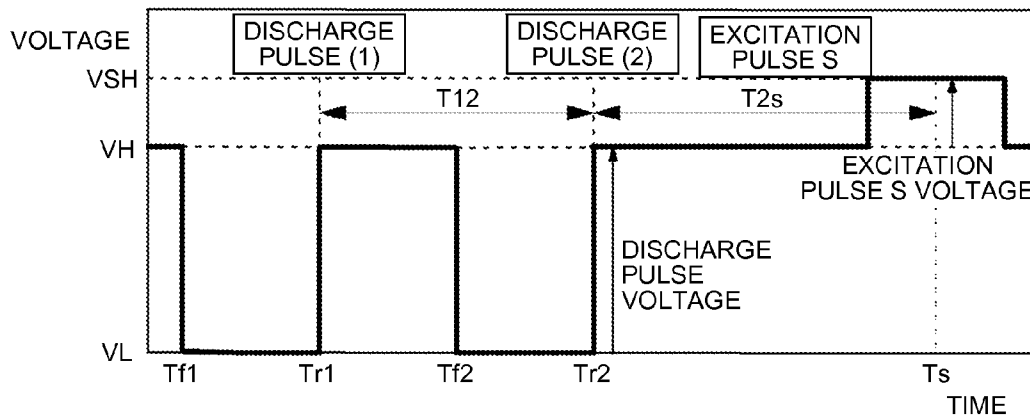 VOLTAGE
DISCHARGE
PULSE (1)
DISCHARGE
PULSE (2)
EXCITATION
PULSE S
VSH
T12
T2s
VH
EXCITATION
PULSE S VOLTAGE
DISCHARGE
PULSE
VOLTAGE
VL
Tf1
Tr1
Tf2
Tr2
Ts
TIME